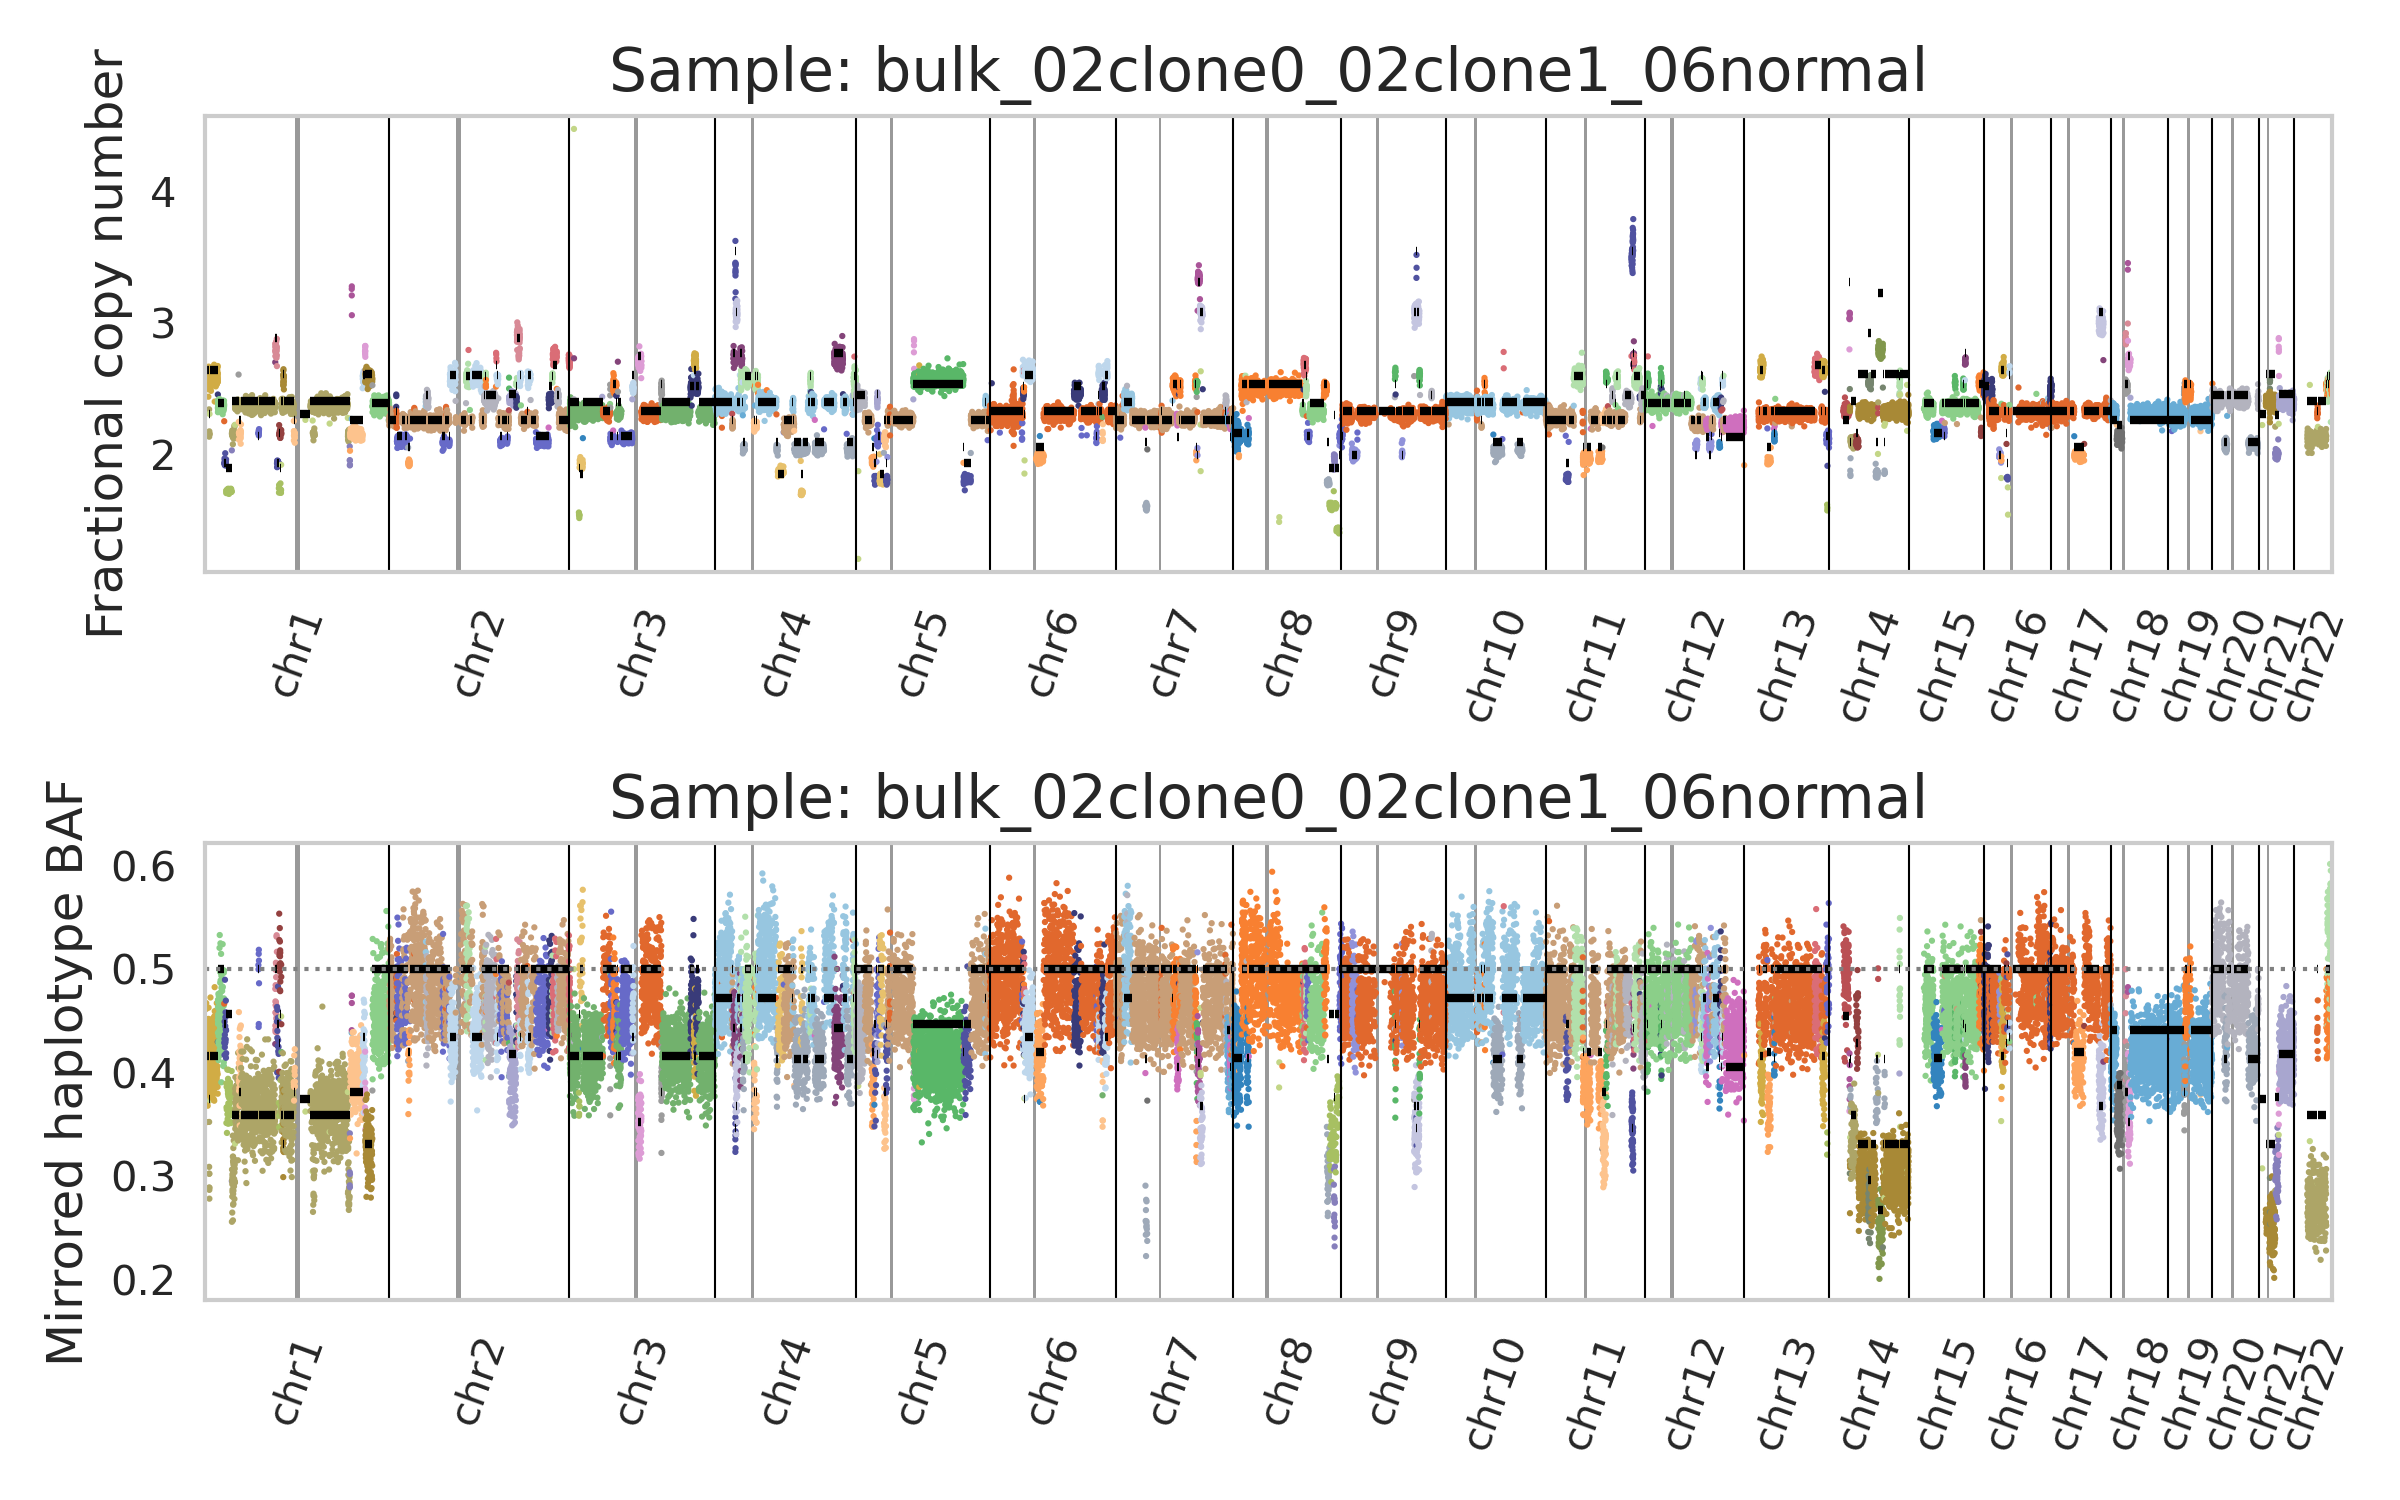 Sample: bulk_02clone0_02clone1_06normal
Fractional copy number
4
3
2
chr1
chr2
chr3
chr4
chr5
chr6
chr7
chr8
chr9
chr10
chr11
chr12
chr13
chr14
chr15
chr16
chr17
chr18
chr19
chr20
chr21
chr22
Sample: bulk_02clone0_02clone1_06normal
Mirrored haplotype BAF
0.6
0.5
0.4
0.3
0.2
chr1
chr2
chr3
chr4
chr5
chr6
chr7
chr8
chr9
chr10
chr11
chr12
chr13
chr14
chr15
chr16
chr17
chr18
chr19
chr20
chr21
chr22